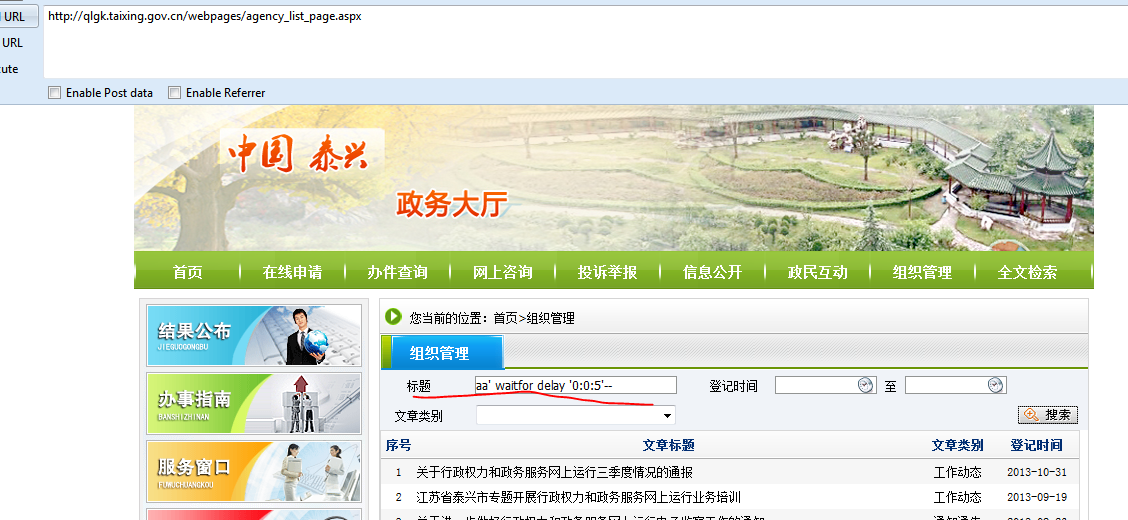 URL
http://qlgk.taixing.gov.cn/webpages/agency_list_page.aspx
URL
Enable Post data Enable Referrer
中国 泰兴
政务大厅
首页 在线申请 办件查询 网上咨询 投诉举报 信息公开 政民互动 组织管理 全文检索
结果公布
JIEGUOGONGBU
办事指南
BANSHIZHINAN
服务窗口
FUWUCHUANGKOU
您当前的位置：首页>组织管理
组织管理
标题 aa' waitfor delay '0:0:5'-- 登记时间 至
文章类别 搜索
序号 文章标题 文章类别 登记时间
1 关于行政权力和政务服务网上运行三季度情况的通报 工作动态 2013-10-31
2 江苏省泰兴市专题开展行政权力和政务服务网上运行业务培训 工作动态 2013-09-19